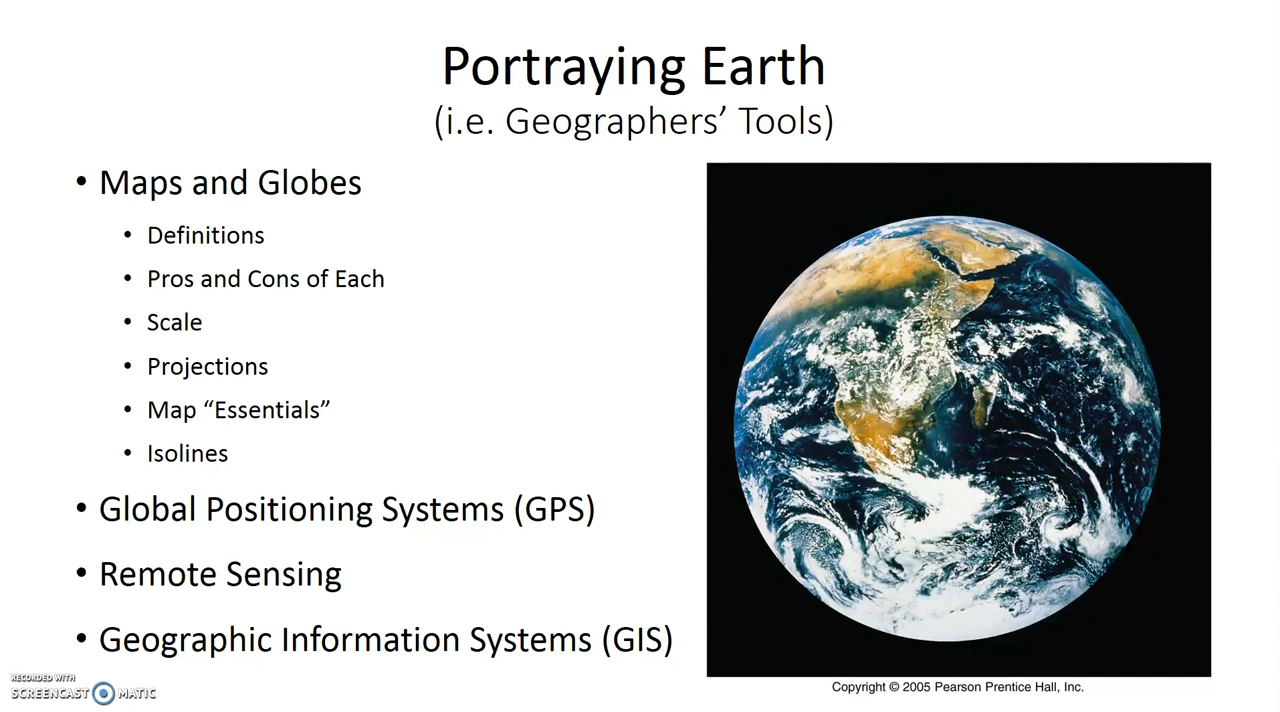 Portraying Earth
(i.e. Geographers’ Tools)
• Maps and Globes
• Definitions
• Pros and Cons of Each
• Scale
• Projections
• Map “Essentials”
• Isolines
• Global Positioning Systems (GPS)
• Remote Sensing
• Geographic Information Systems (GIS)
RECORDED WITH
SCREENCAST MATIC
Copyright © 2005 Pearson Prentice Hall, Inc.